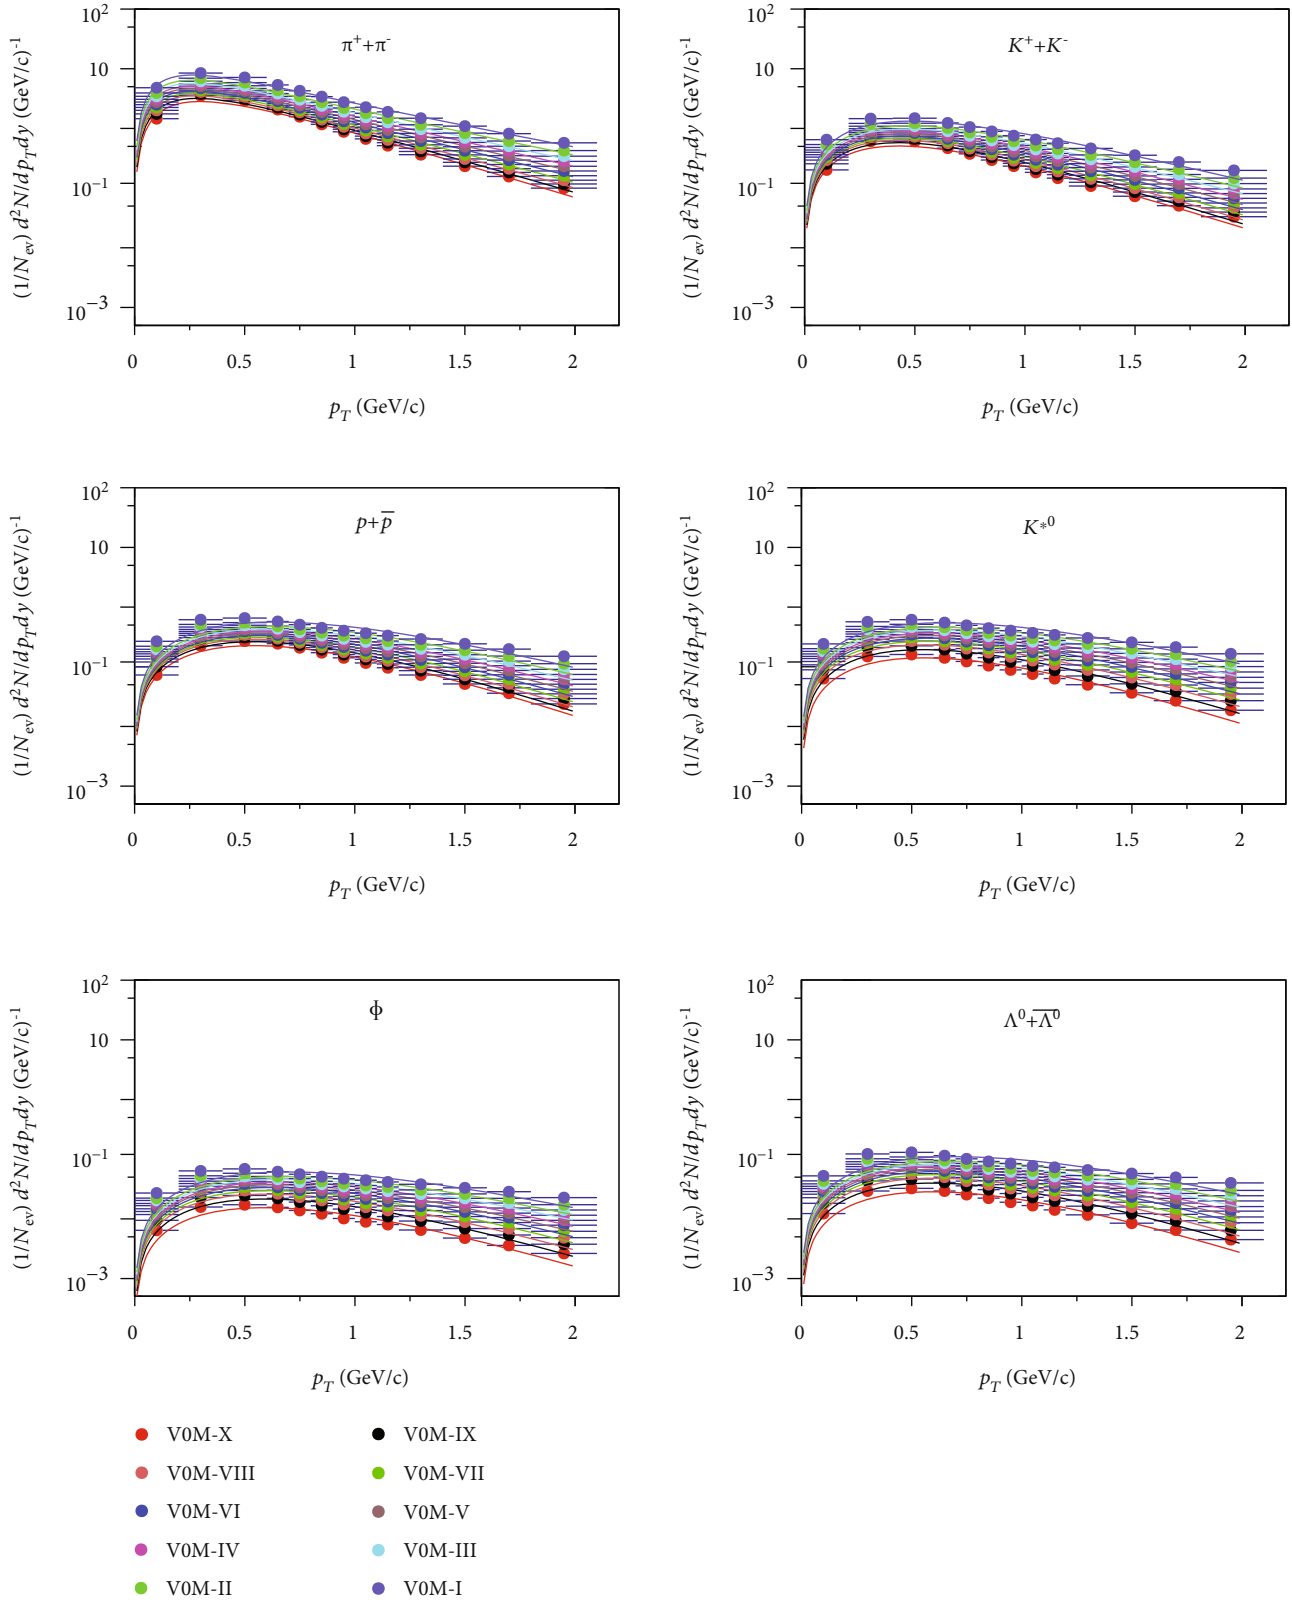 π⁺+π⁻
(1/N_ev) d²N/dp_T dy (GeV/c)⁻¹
10²
10
10⁻¹
10⁻³
0 0.5 1 1.5 2
p_T (GeV/c)
K⁺+K⁻
(1/N_ev) d²N/dp_T dy (GeV/c)⁻¹
10²
10
10⁻¹
10⁻³
0 0.5 1 1.5 2
p_T (GeV/c)
p+p̅
(1/N_ev) d²N/dp_T dy (GeV/c)⁻¹
10²
10
10⁻¹
10⁻³
0 0.5 1 1.5 2
p_T (GeV/c)
K*⁰
(1/N_ev) d²N/dp_T dy (GeV/c)⁻¹
10²
10
10⁻¹
10⁻³
0 0.5 1 1.5 2
p_T (GeV/c)
ϕ
(1/N_ev) d²N/dp_T dy (GeV/c)⁻¹
10²
10
10⁻¹
10⁻³
0 0.5 1 1.5 2
p_T (GeV/c)
Λ⁰+Λ̅⁰
(1/N_ev) d²N/dp_T dy (GeV/c)⁻¹
10²
10
10⁻¹
10⁻³
0 0.5 1 1.5 2
p_T (GeV/c)
V0M-X V0M-IX
V0M-VIII V0M-VII
V0M-VI V0M-V
V0M-IV V0M-III
V0M-II V0M-I